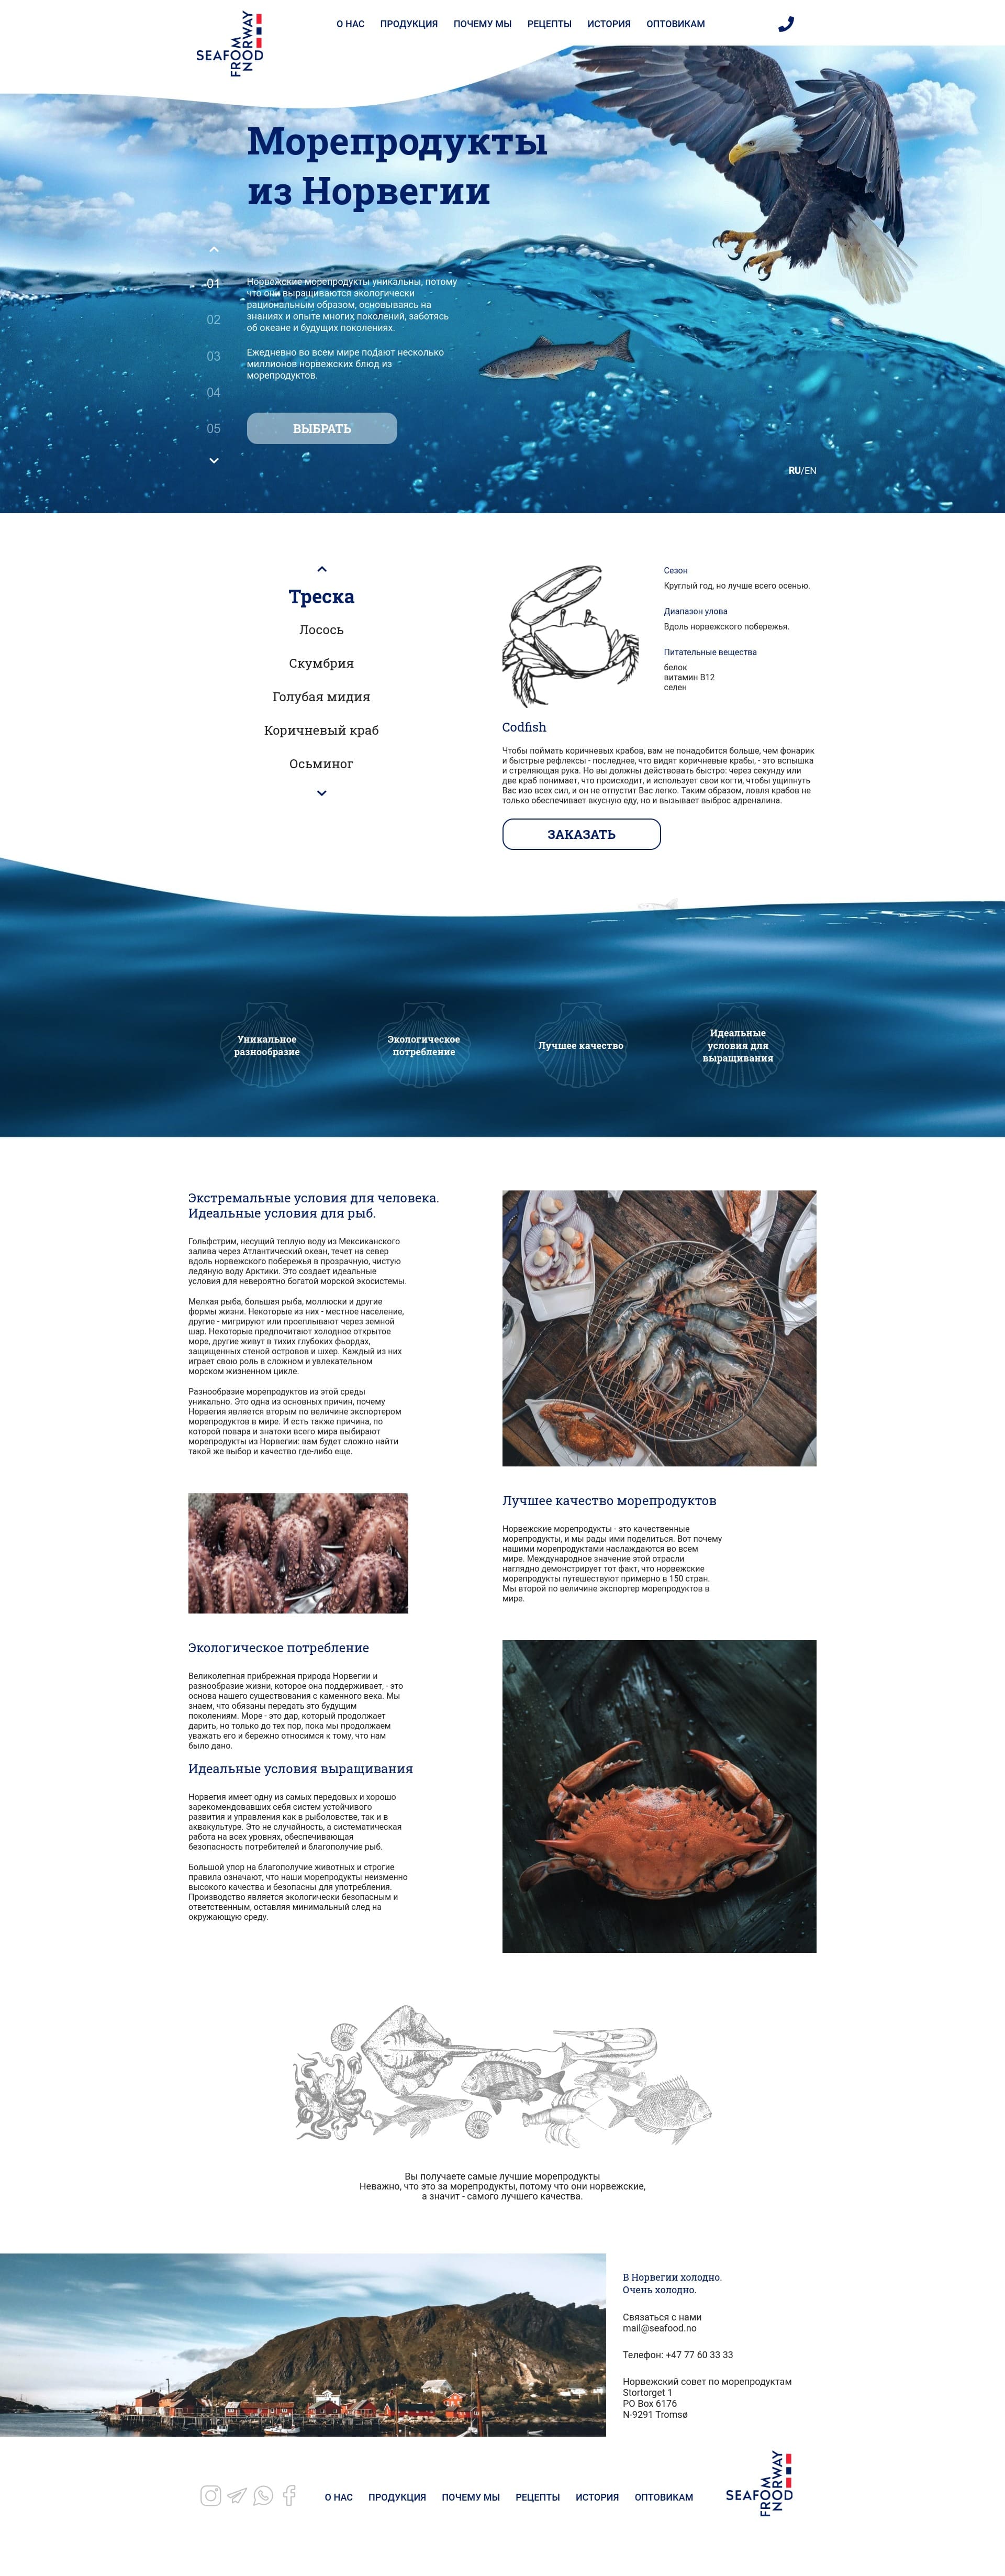 SEAFOOD
FROM
NORWAY
О НАС ПРОДУКЦИЯ ПОЧЕМУ МЫ РЕЦЕПТЫ ИСТОРИЯ ОПТОВИКАМ
Морепродукты
из Норвегии
01
02
03
04
05
Норвежские морепродукты уникальны, потому
что они выращиваются экологически
рациональным образом, основываясь на
знаниях и опыте многих поколений, заботясь
об океане и будущих поколениях.
Ежедневно во всем мире подают несколько
миллионов норвежских блюд из
морепродуктов.
ВЫБРАТЬ
RU/EN
Треска
Лосось
Скумбрия
Голубая мидия
Коричневый краб
Осьминог
Сезон
Круглый год, но лучше всего осенью.
Диапазон улова
Вдоль норвежского побережья.
Питательные вещества
белок
витамин В12
селен
Codfish
Чтобы поймать коричневых крабов, вам не понадобится больше, чем фонарик
и быстрые рефлексы - последнее, что видят коричневые крабы, - это вспышка
и стреляющая рука. Но вы должны действовать быстро: через секунду или
две краб понимает, что происходит, и использует свои когти, чтобы ущипнуть
Вас изо всех сил, и он не отпустит Вас легко. Таким образом, ловля крабов не
только обеспечивает вкусную еду, но и вызывает выброс адреналина.
ЗАКАЗАТЬ
Уникальное
разнообразие
Экологическое
потребление
Лучшее качество
Идеальные
условия для
выращивания
Экстремальные условия для человека.
Идеальные условия для рыб.
Гольфстрим, несущий теплую воду из Мексиканского
залива через Атлантический океан, течет на север
вдоль норвежского побережья в прозрачную, чистую
ледяную воду Арктики. Это создает идеальные
условия для невероятно богатой морской экосистемы.
Мелкая рыба, большая рыба, моллюски и другие
формы жизни. Некоторые из них - местное население,
другие - мигрируют или проеплывают через земной
шар. Некоторые предпочитают холодное открытое
море, другие живут в тихих глубоких фьордах,
защищенных стеной островов и шхер. Каждый из них
играет свою роль в сложном и увлекательном
морском жизненном цикле.
Разнообразие морепродуктов из этой среды
уникально. Это одна из основных причин, почему
Норвегия является вторым по величине экспортером
морепродуктов в мире. И есть также причина, по
которой повара и знатоки всего мира выбирают
морепродукты из Норвегии: вам будет сложно найти
такой же выбор и качество где-либо еще.
Лучшее качество морепродуктов
Норвежские морепродукты - это качественные
морепродукты, и мы рады ими поделиться. Вот почему
нашими морепродуктами наслаждаются во всем
мире. Международное значение этой отрасли
наглядно демонстрирует тот факт, что норвежские
морепродукты путешествуют примерно в 150 стран.
Мы второй по величине экспортер морепродуктов в
мире.
Экологическое потребление
Великолепная прибрежная природа Норвегии и
разнообразие жизни, которое она поддерживает, - это
основа нашего существования с каменного века. Мы
знаем, что обязаны передать это будущим
поколениям. Море - это дар, который продолжает
дарить, но только до тех пор, пока мы продолжаем
уважать его и бережно относимся к тому, что нам
было дано.
Идеальные условия выращивания
Норвегия имеет одну из самых передовых и хорошо
зарекомендовавших себя систем устойчивого
развития и управления как в рыболовстве, так и в
аквакультуре. Это не случайность, а систематическая
работа на всех уровнях, обеспечивающая
безопасность потребителей и благополучие рыб.
Большой упор на благополучие животных и строгие
правила означают, что наши морепродукты неизменно
высокого качества и безопасны для употребления.
Производство является экологически безопасным и
ответственным, оставляя минимальный след на
окружающую среду.
Вы получаете самые лучшие морепродукты
Неважно, что это за морепродукты, потому что они норвежские,
а значит - самого лучшего качества.
В Норвегии холодно.
Очень холодно.
Связаться с нами
mail@seafood.no
Телефон: +47 77 60 33 33
Норвежский совет по морепродуктам
Stortorget 1
PO Box 6176
N-9291 Tromsø
О НАС ПРОДУКЦИЯ ПОЧЕМУ МЫ РЕЦЕПТЫ ИСТОРИЯ ОПТОВИКАМ
SEAFOOD
FROM
NORWAY